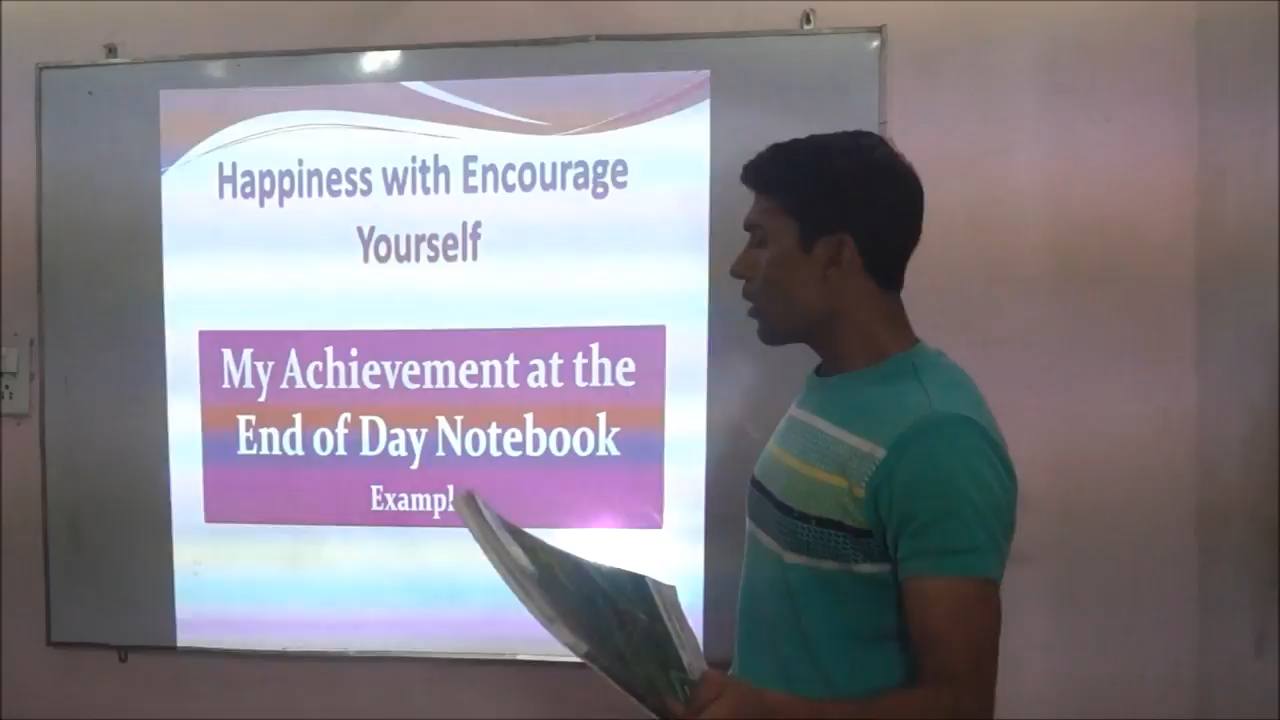 Happiness with Encourage
Yourself
My Achievement at the
End of Day Notebook